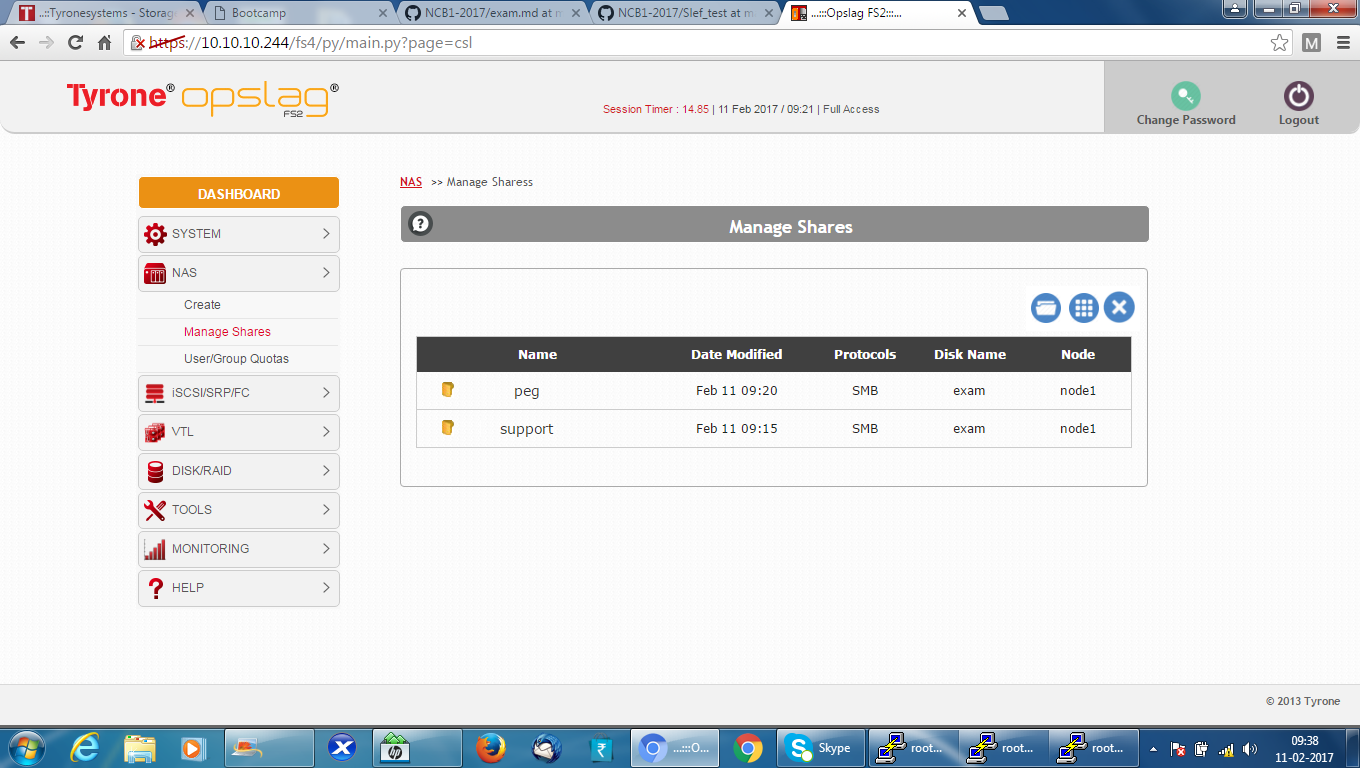 ..::Tyronesystems - Storag
Bootcamp
NCB1-2017/exam.md at m
NCB1-2017/Slef_test at m
...:::Opslag FS2:::...
https://10.10.10.244/fs4/py/main.py?page=csl
M
Tyrone® opslag®
FS2
Session Timer : 14.85 | 11 Feb 2017 / 09:21 | Full Access
Change Password
Logout
DASHBOARD
SYSTEM
NAS
Create
Manage Shares
User/Group Quotas
iSCSI/SRP/FC
VTL
DISK/RAID
TOOLS
MONITORING
HELP
NAS >> Manage Sharess
Manage Shares
Name Date Modified Protocols Disk Name Node
peg Feb 11 09:20 SMB exam node1
support Feb 11 09:15 SMB exam node1
© 2013 Tyrone
hp
...:::O...
Skype
root...
root...
root...
09:38
11-02-2017